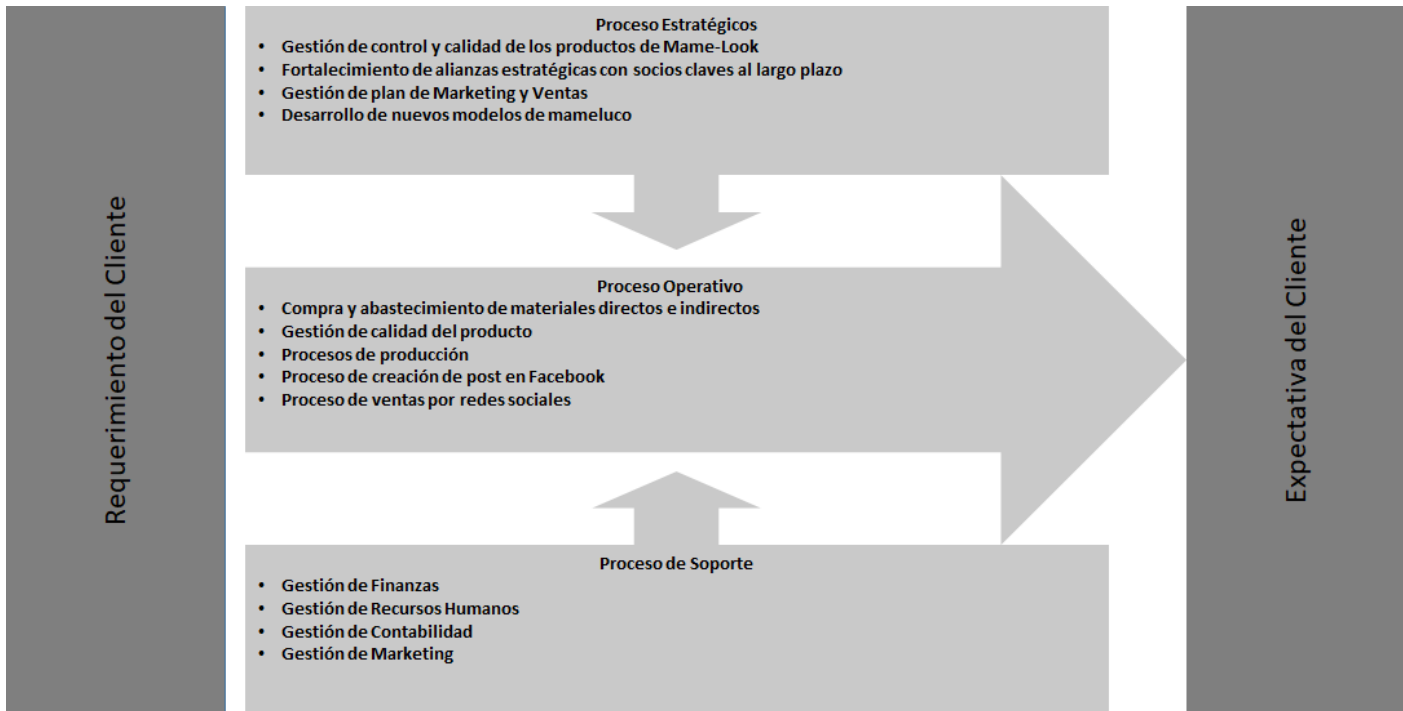 Requerimiento del Cliente
Proceso Estratégicos
• Gestión de control y calidad de los productos de Mame-Look
• Fortalecimiento de alianzas estratégicas con socios claves al largo plazo
• Gestión de plan de Marketing y Ventas
• Desarrollo de nuevos modelos de mameluco
Proceso Operativo
• Compra y abastecimiento de materiales directos e indirectos
• Gestión de calidad del producto
• Procesos de producción
• Proceso de creación de post en Facebook
• Proceso de ventas por redes sociales
Proceso de Soporte
• Gestión de Finanzas
• Gestión de Recursos Humanos
• Gestión de Contabilidad
• Gestión de Marketing
Expectativa del Cliente